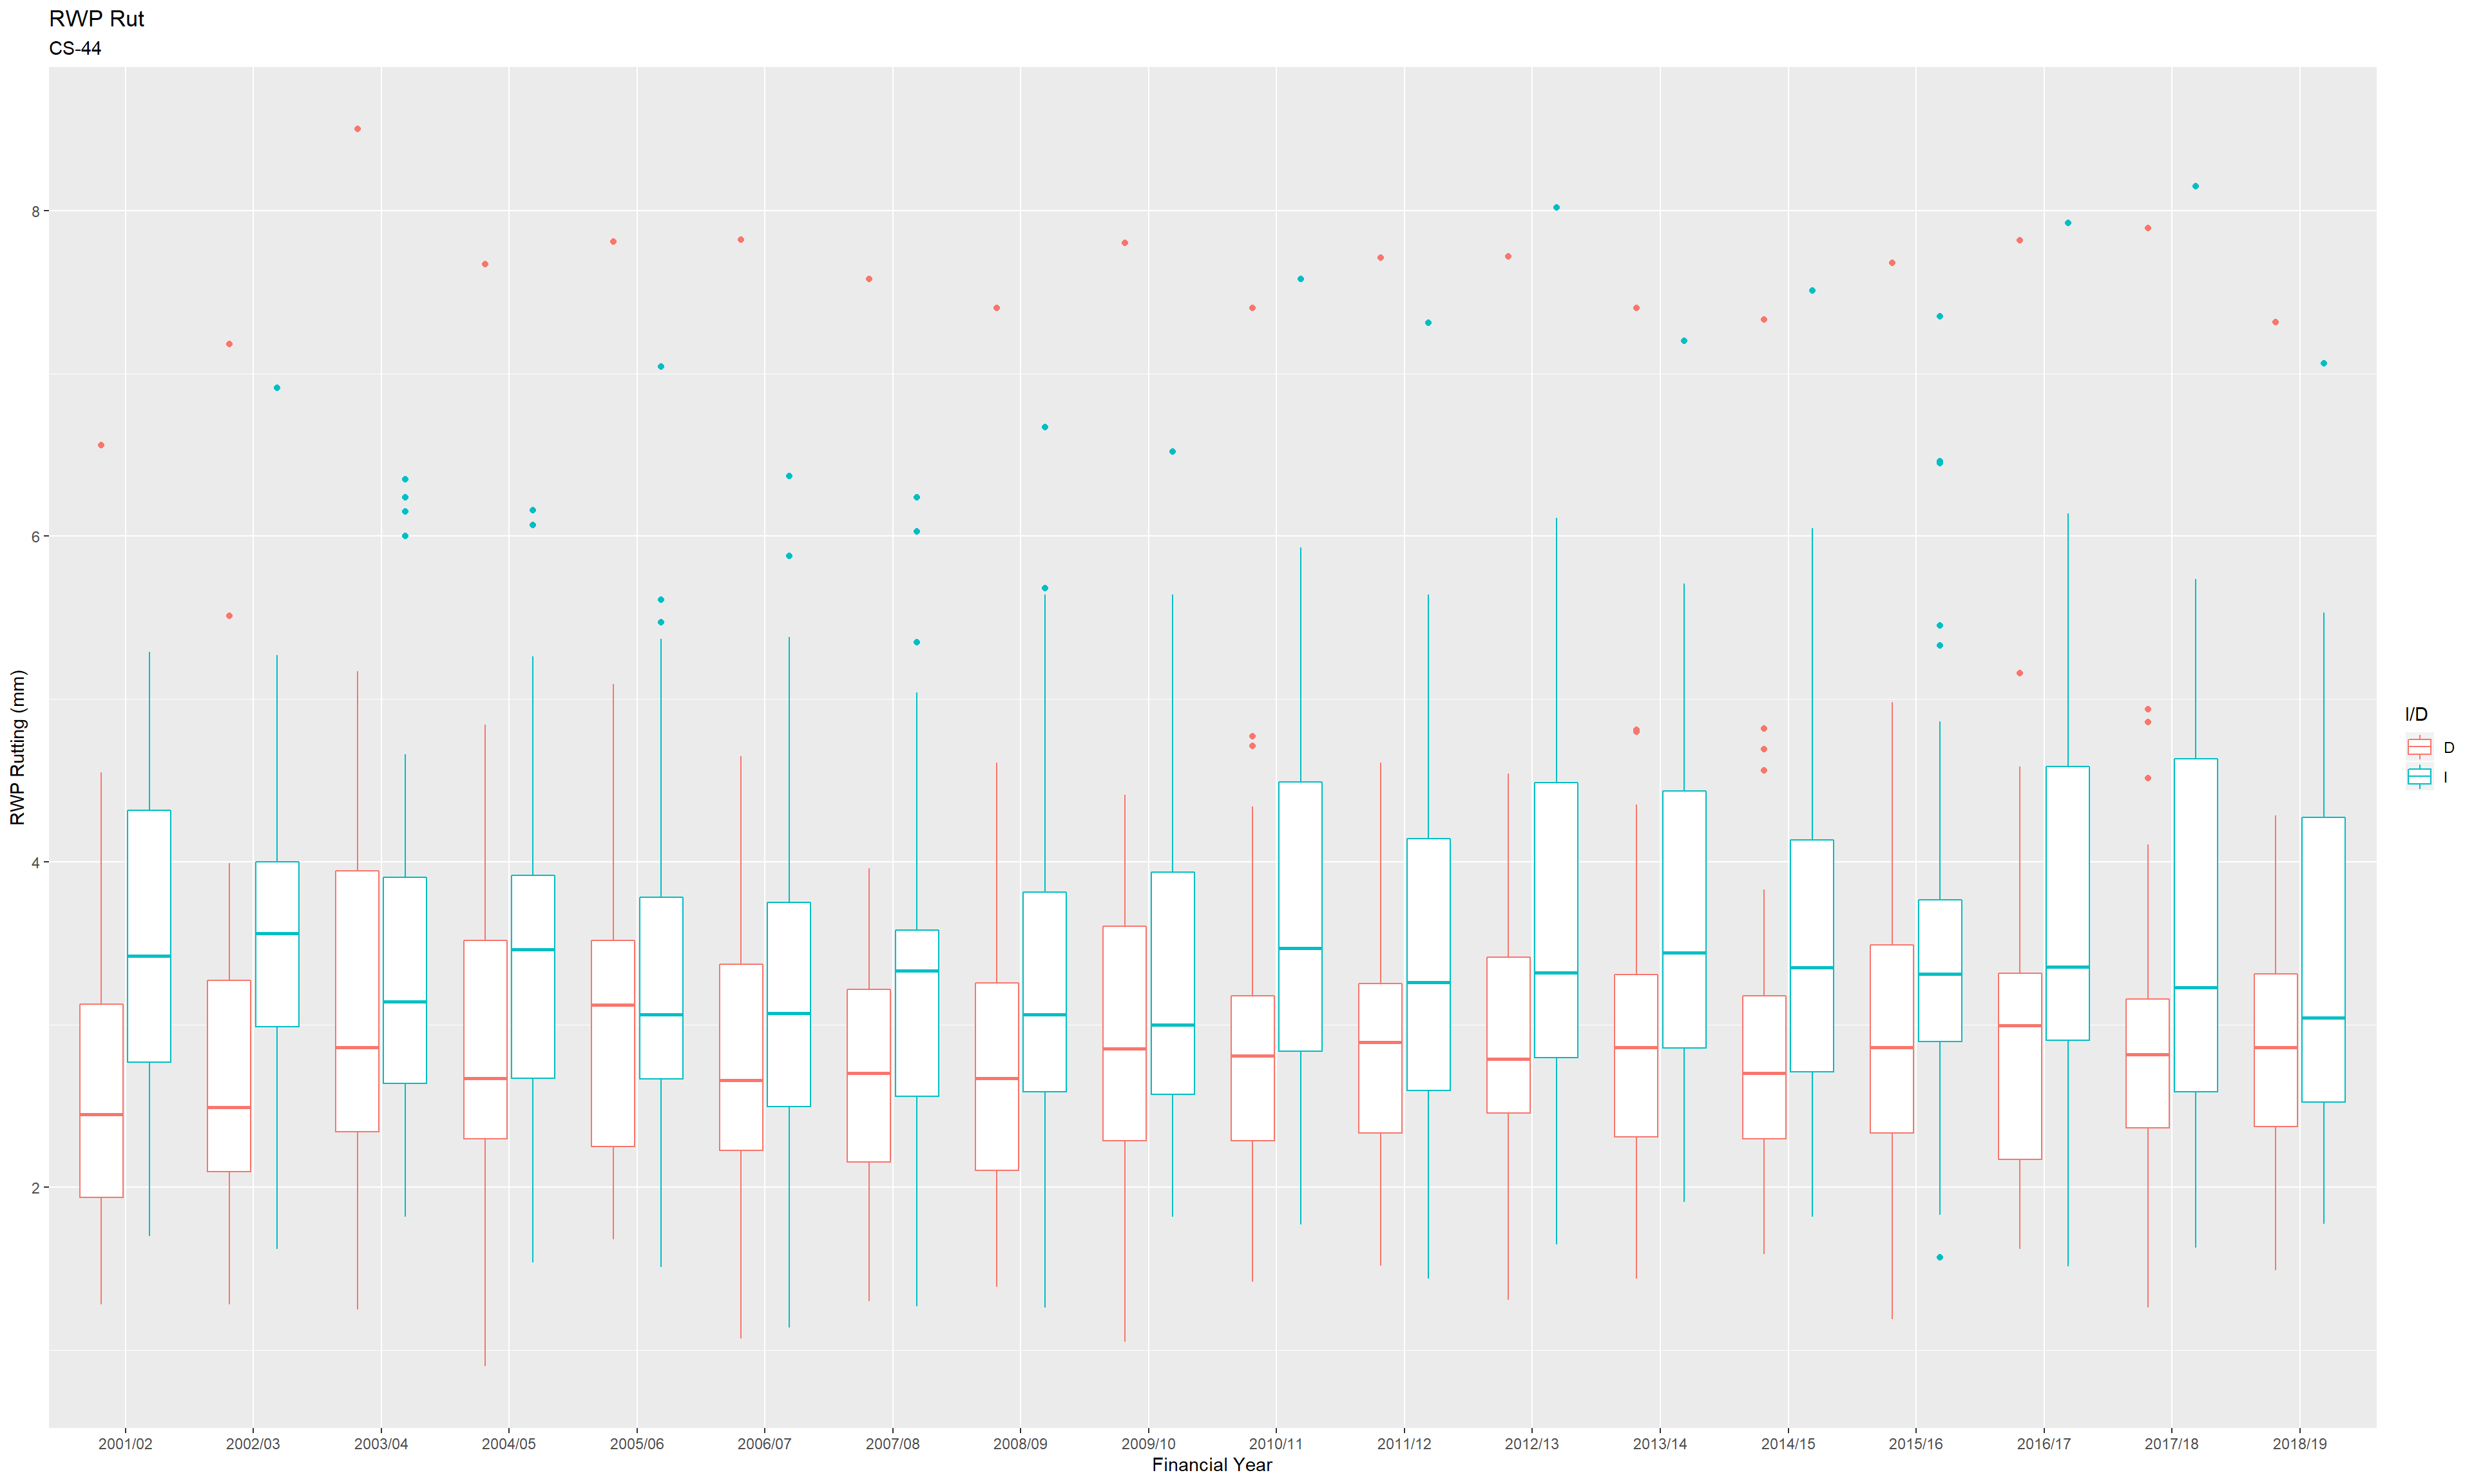 RWP Rut
CS-44
RWP Rutting (mm)
8
6
4
2
2001/02 2002/03 2003/04 2004/05 2005/06 2006/07 2007/08 2008/09 2009/10 2010/11 2011/12 2012/13 2013/14 2014/15 2015/16 2016/17 2017/18 2018/19
Financial Year
I/D
D
I